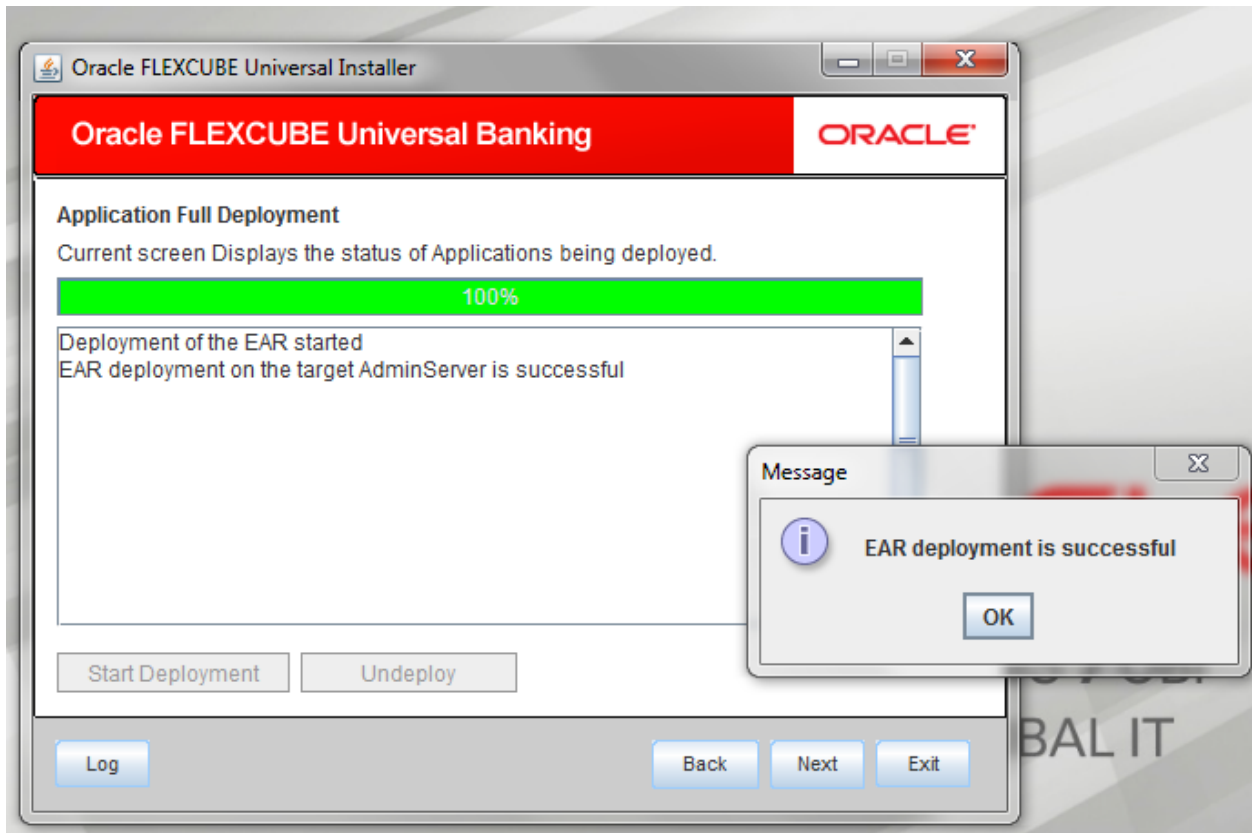 Oracle FLEXCUBE Universal Installer
Oracle FLEXCUBE Universal Banking
ORACLE
Application Full Deployment
Current screen Displays the status of Applications being deployed.
100%
Deployment of the EAR started
EAR deployment on the target AdminServer is successful
Message
EAR deployment is successful
OK
Start Deployment
Undeploy
BAL IT
Log
Back
Next
Exit